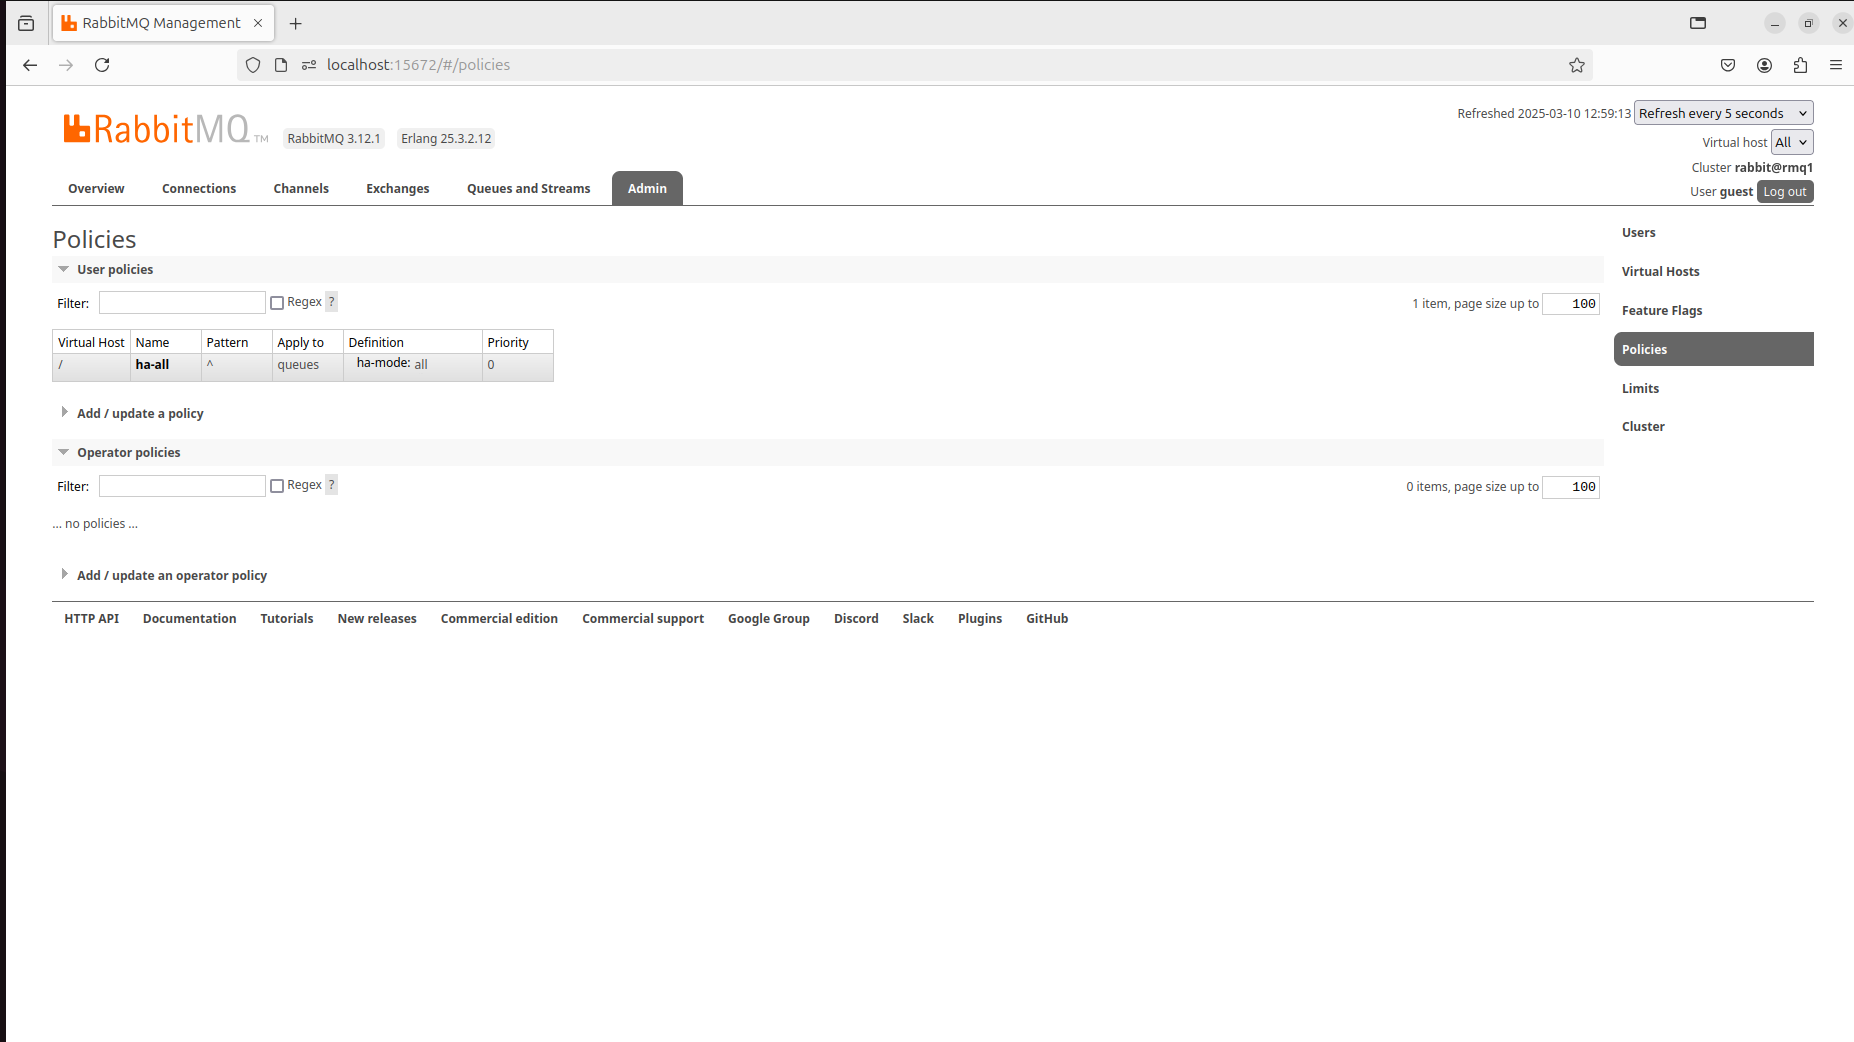 RabbitMQ Management
localhost:15672/#/policies
RabbitMQ TM
RabbitMQ 3.12.1
Erlang 25.3.2.12
Refreshed 2025-03-10 12:59:13 Refresh every 5 seconds
Virtual host All
Cluster rabbit@rmq1
User guest Log out
Overview Connections Channels Exchanges Queues and Streams Admin
Policies
User policies
Filter: Regex ?
1 item, page size up to 100
Virtual Host Name Pattern Apply to Definition Priority
/ ha-all ^ queues ha-mode: all 0
Add / update a policy
Operator policies
Filter: Regex ?
0 items, page size up to 100
... no policies ...
Add / update an operator policy
Users
Virtual Hosts
Feature Flags
Policies
Limits
Cluster
HTTP API Documentation Tutorials New releases Commercial edition Commercial support Google Group Discord Slack Plugins GitHub